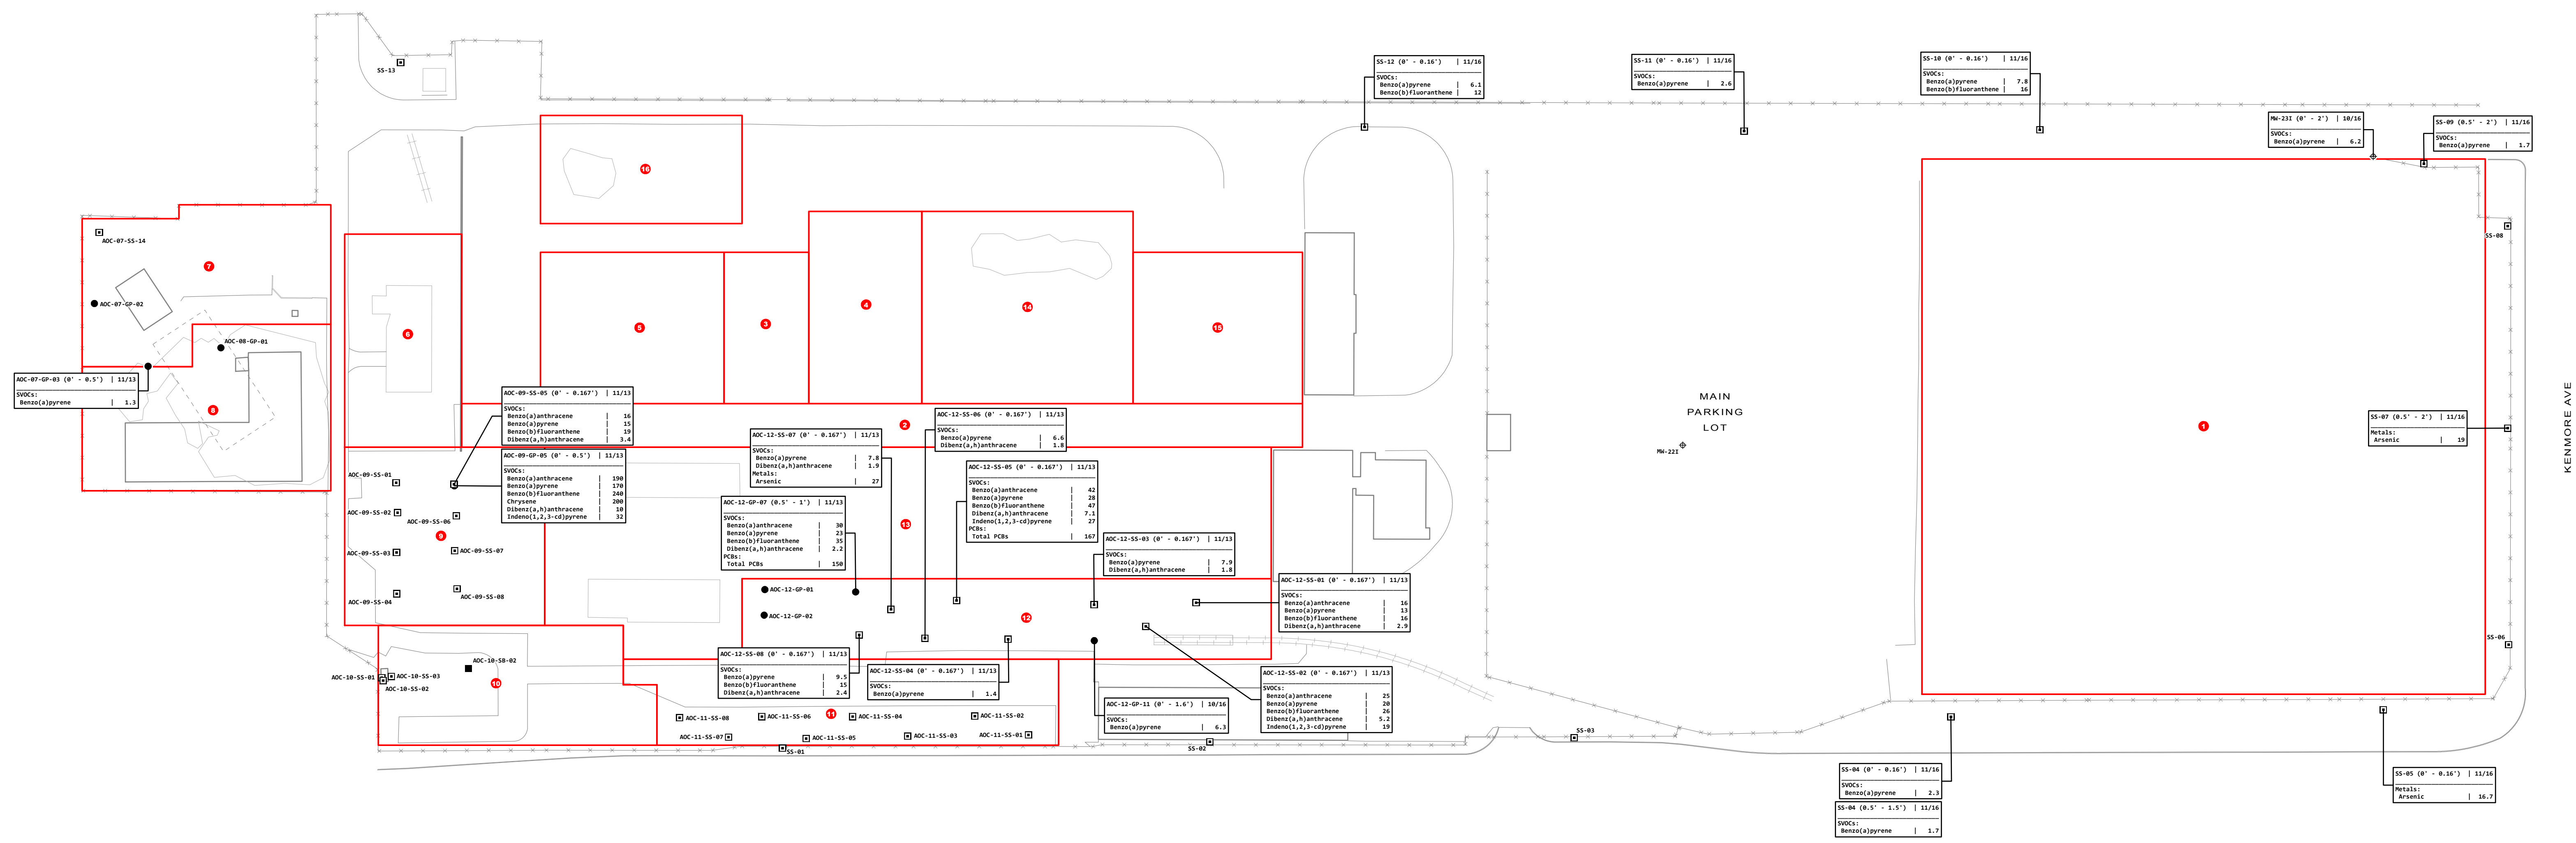 SS-13
SS-12 (0' - 0.16') | 11/16
SVOCs:
Benzo(a)pyrene | 6.1
Benzo(b)fluoranthene | 12
SS-11 (0' - 0.16') | 11/16
SVOCs:
Benzo(a)pyrene | 2.6
SS-10 (0' - 0.16') | 11/16
SVOCs:
Benzo(a)pyrene | 7.8
Benzo(b)fluoranthene | 16
MW-23I (0' - 2') | 10/16
SVOCs:
Benzo(a)pyrene | 6.2
SS-09 (0.5' - 2') | 11/16
SVOCs:
Benzo(a)pyrene | 1.7
16
AOC-07-SS-14
SS-08
7
AOC-07-GP-02
6
5
3
4
14
15
AOC-08-GP-01
AOC-07-GP-03 (0' - 0.5') | 11/13
SVOCs:
Benzo(a)pyrene | 1.3
8
MAIN
PARKING
LOT
MW-22I
1
KENMORE AVE
SS-07 (0.5' - 2') | 11/16
Metals:
Arsenic | 19
AOC-09-SS-05 (0' - 0.167') | 11/13
SVOCs:
Benzo(a)anthracene | 16
Benzo(a)pyrene | 15
Benzo(b)fluoranthene | 19
Dibenz(a,h)anthracene | 3.4
2
AOC-12-SS-06 (0' - 0.167') | 11/13
SVOCs:
Benzo(a)pyrene | 6.6
Dibenz(a,h)anthracene | 1.8
AOC-12-SS-07 (0' - 0.167') | 11/13
SVOCs:
Benzo(a)pyrene | 7.8
Dibenz(a,h)anthracene | 1.9
Metals:
Arsenic | 27
AOC-09-GP-05 (0' - 0.5') | 11/13
SVOCs:
Benzo(a)anthracene | 190
Benzo(a)pyrene | 170
Benzo(b)fluoranthene | 240
Chrysene | 200
Dibenz(a,h)anthracene | 10
Indeno(1,2,3-cd)pyrene | 32
AOC-12-SS-05 (0' - 0.167') | 11/13
SVOCs:
Benzo(a)anthracene | 42
Benzo(a)pyrene | 28
Benzo(b)fluoranthene | 47
Dibenz(a,h)anthracene | 7.1
Indeno(1,2,3-cd)pyrene | 27
PCBs:
Total PCBs | 167
AOC-12-GP-07 (0.5' - 1') | 11/13
SVOCs:
Benzo(a)anthracene | 30
Benzo(a)pyrene | 23
Benzo(b)fluoranthene | 35
Dibenz(a,h)anthracene | 2.2
PCBs:
Total PCBs | 150
13
AOC-09-SS-01
AOC-09-SS-02
AOC-09-SS-06
9
AOC-09-SS-03
AOC-09-SS-07
AOC-09-SS-04
AOC-09-SS-08
AOC-12-SS-03 (0' - 0.167') | 11/13
SVOCs:
Benzo(a)pyrene | 7.9
Dibenz(a,h)anthracene | 1.8
AOC-12-SS-01 (0' - 0.167') | 11/13
SVOCs:
Benzo(a)anthracene | 16
Benzo(a)pyrene | 13
Benzo(b)fluoranthene | 16
Dibenz(a,h)anthracene | 2.9
AOC-12-GP-01
AOC-12-GP-02
12
SS-06
AOC-10-SB-02
AOC-10-SS-01
AOC-10-SS-03
AOC-10-SS-02
10
AOC-12-SS-08 (0' - 0.167') | 11/13
SVOCs:
Benzo(a)pyrene | 9.5
Benzo(b)fluoranthene | 15
Dibenz(a,h)anthracene | 2.4
AOC-12-SS-04 (0' - 0.167') | 11/13
SVOCs:
Benzo(a)pyrene | 1.4
AOC-12-SS-02 (0' - 0.167') | 11/13
SVOCs:
Benzo(a)anthracene | 25
Benzo(a)pyrene | 20
Benzo(b)fluoranthene | 26
Dibenz(a,h)anthracene | 5.2
Indeno(1,2,3-cd)pyrene | 19
AOC-12-GP-11 (0' - 1.6') | 10/16
SVOCs:
Benzo(a)pyrene | 6.3
11
AOC-11-SS-08
AOC-11-SS-06
AOC-11-SS-04
AOC-11-SS-02
AOC-11-SS-07
AOC-11-SS-05
AOC-11-SS-03
AOC-11-SS-01
SS-01
SS-02
SS-03
SS-04 (0' - 0.16') | 11/16
SVOCs:
Benzo(a)pyrene | 2.3
SS-04 (0.5' - 1.5') | 11/16
SVOCs:
Benzo(a)pyrene | 1.7
SS-05 (0' - 0.16') | 11/16
Metals:
Arsenic | 16.7